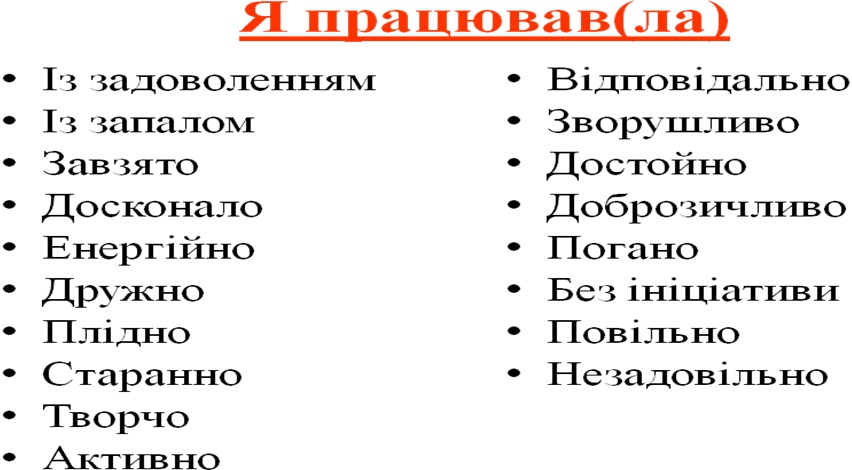 Я працював(ла)
• Із задоволенням
• Із запалом
• Завзято
• Досконало
• Енергійно
• Дружно
• Плідно
• Старанно
• Творчо
• Активно
• Відповідально
• Зворушливо
• Достойно
• Доброзичливо
• Погано
• Без ініціативи
• Повільно
• Незадовільно